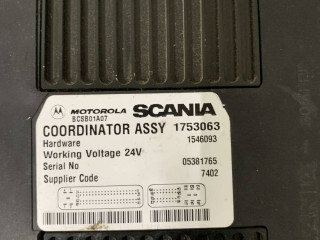 MOTOROLA SCANIA
BCSB01A07
COORDINATOR ASSY 1753063
Hardware 1546093
Working Voltage 24V
Serial No 05381765
Supplier Code 7402